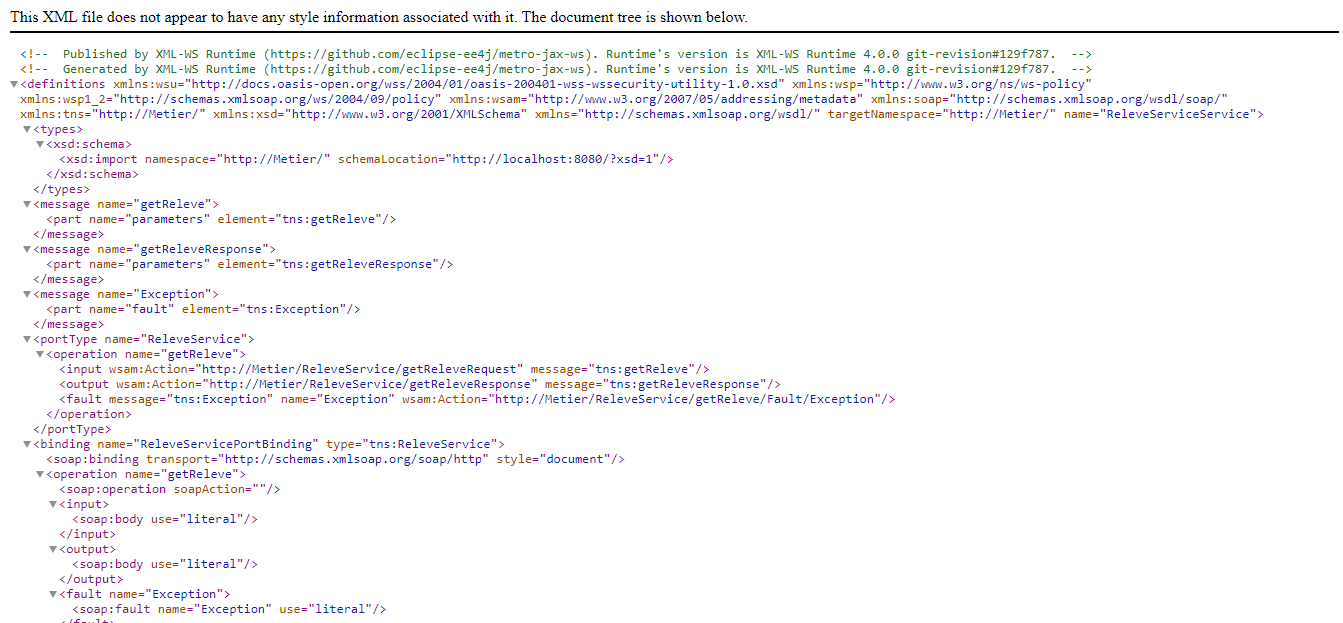 This XML file does not appear to have any style information associated with it. The document tree is shown below.
<!-- Published by XML-WS Runtime (https://github.com/eclipse-ee4j/metro-jax-ws). Runtime's version is XML-WS Runtime 4.0.0 git-revision#129f787. -->
<!-- Generated by XML-WS Runtime (https://github.com/eclipse-ee4j/metro-jax-ws). Runtime's version is XML-WS Runtime 4.0.0 git-revision#129f787. -->
▼<definitions xmlns:wsu="http://docs.oasis-open.org/wss/2004/01/oasis-200401-wss-wssecurity-utility-1.0.xsd" xmlns:wsp="http://www.w3.org/ns/ws-policy"
xmlns:wsp1_2="http://schemas.xmlsoap.org/ws/2004/09/policy" xmlns:wsam="http://www.w3.org/2007/05/addressing/metadata" xmlns:soap="http://schemas.xmlsoap.org/wsdl/soap/"
xmlns:tns="http://Metier/" xmlns:xsd="http://www.w3.org/2001/XMLSchema" xmlns="http://schemas.xmlsoap.org/wsdl/" targetNamespace="http://Metier/" name="ReleveServiceService">
▼<types>
▼<xsd:schema>
<xsd:import namespace="http://Metier/" schemaLocation="http://localhost:8080/?xsd=1"/>
</xsd:schema>
</types>
▼<message name="getReleve">
<part name="parameters" element="tns:getReleve"/>
</message>
▼<message name="getReleveResponse">
<part name="parameters" element="tns:getReleveResponse"/>
</message>
▼<message name="Exception">
<part name="fault" element="tns:Exception"/>
</message>
▼<portType name="ReleveService">
▼<operation name="getReleve">
<input wsam:Action="http://Metier/ReleveService/getReleveRequest" message="tns:getReleve"/>
<output wsam:Action="http://Metier/ReleveService/getReleveResponse" message="tns:getReleveResponse"/>
<fault message="tns:Exception" name="Exception" wsam:Action="http://Metier/ReleveService/getReleve/Fault/Exception"/>
</operation>
</portType>
▼<binding name="ReleveServicePortBinding" type="tns:ReleveService">
<soap:binding transport="http://schemas.xmlsoap.org/soap/http" style="document"/>
▼<operation name="getReleve">
<soap:operation soapAction=""/>
▼<input>
<soap:body use="literal"/>
</input>
▼<output>
<soap:body use="literal"/>
</output>
▼<fault name="Exception">
<soap:fault name="Exception" use="literal"/>
</fault>